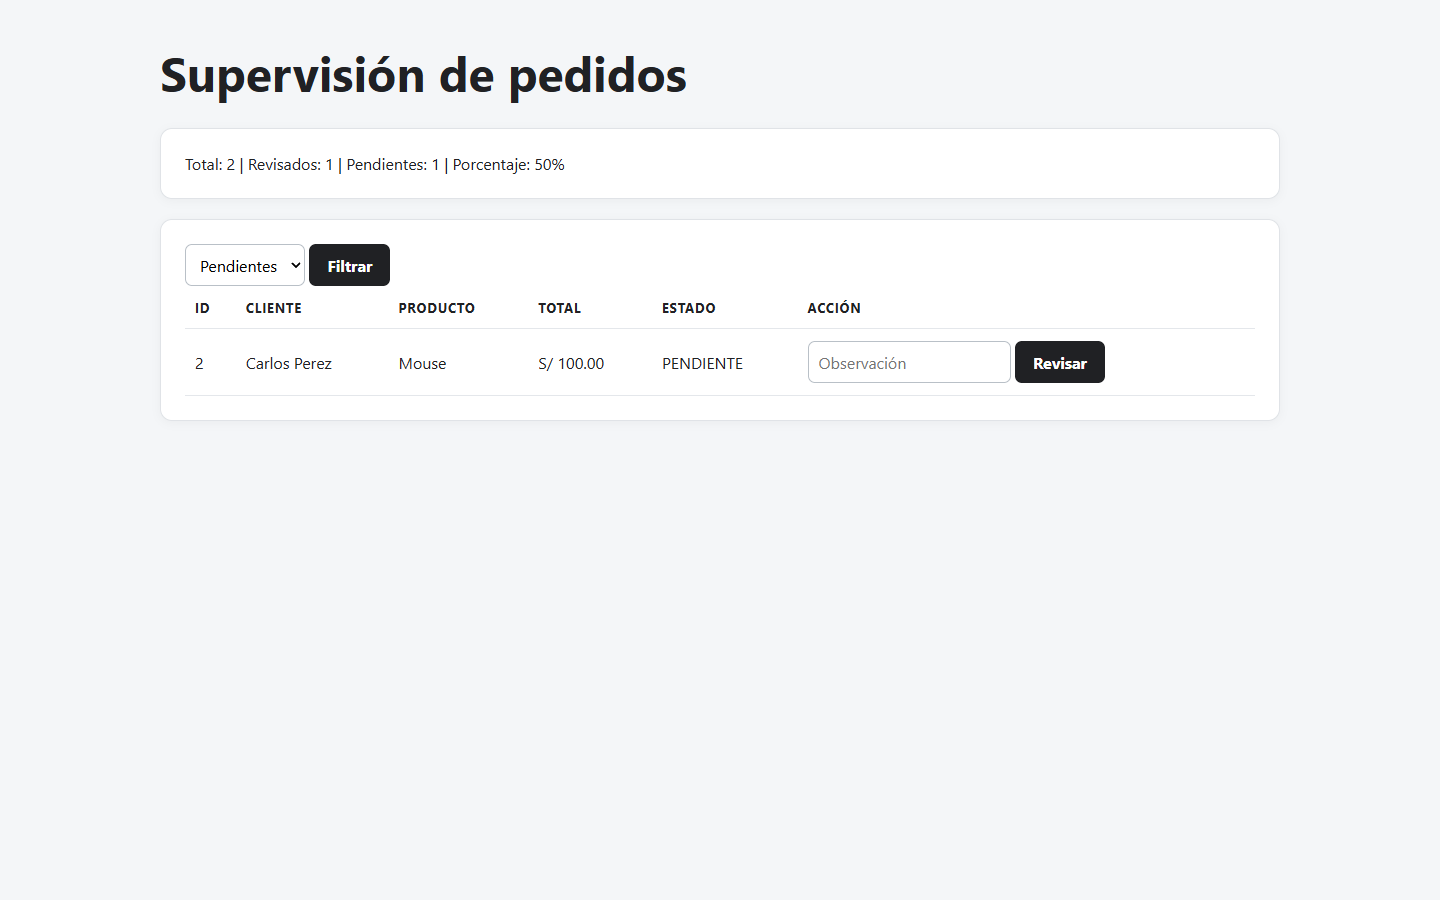 Supervisión de pedidos
Total: 2 | Revisados: 1 | Pendientes: 1 | Porcentaje: 50%
Pendientes Filtrar
ID CLIENTE PRODUCTO TOTAL ESTADO ACCIÓN
2 Carlos Perez Mouse S/ 100.00 PENDIENTE Observación Revisar